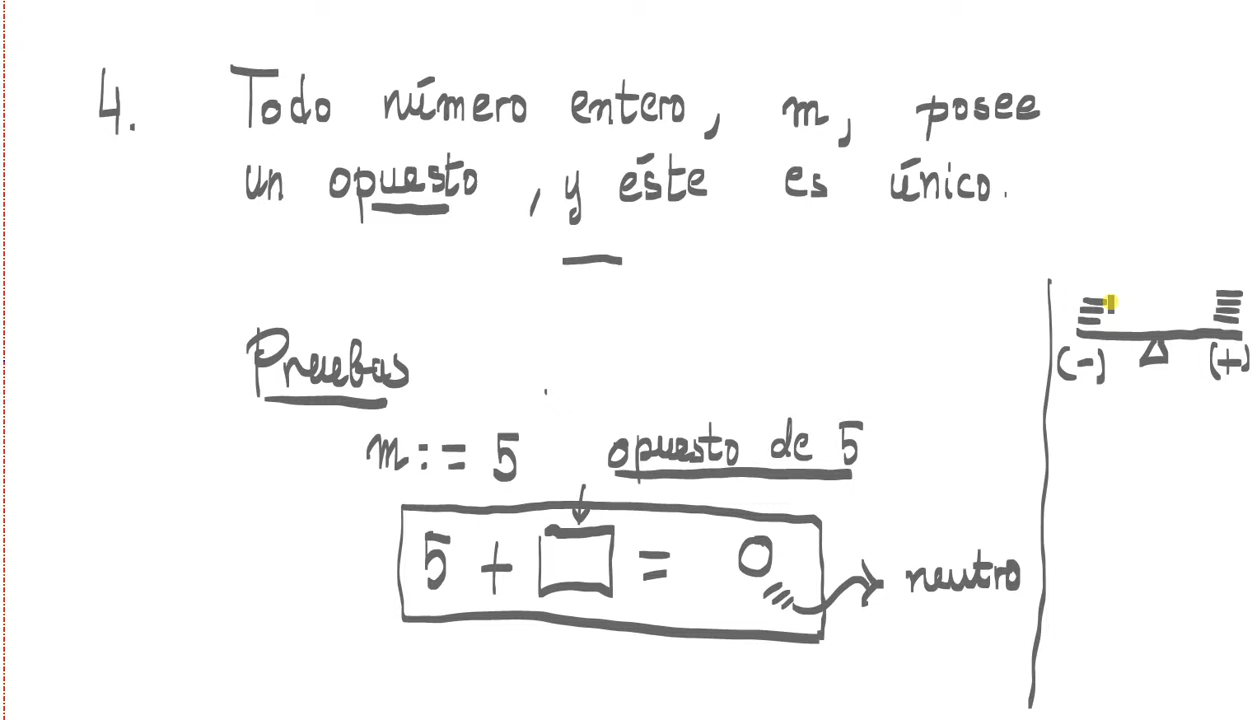 4. Todo número entero, m, posee
un opuesto, y éste es único.
Pruebas
m := 5 opuesto de 5
5 + □ = 0 → neutro
(-) (+)